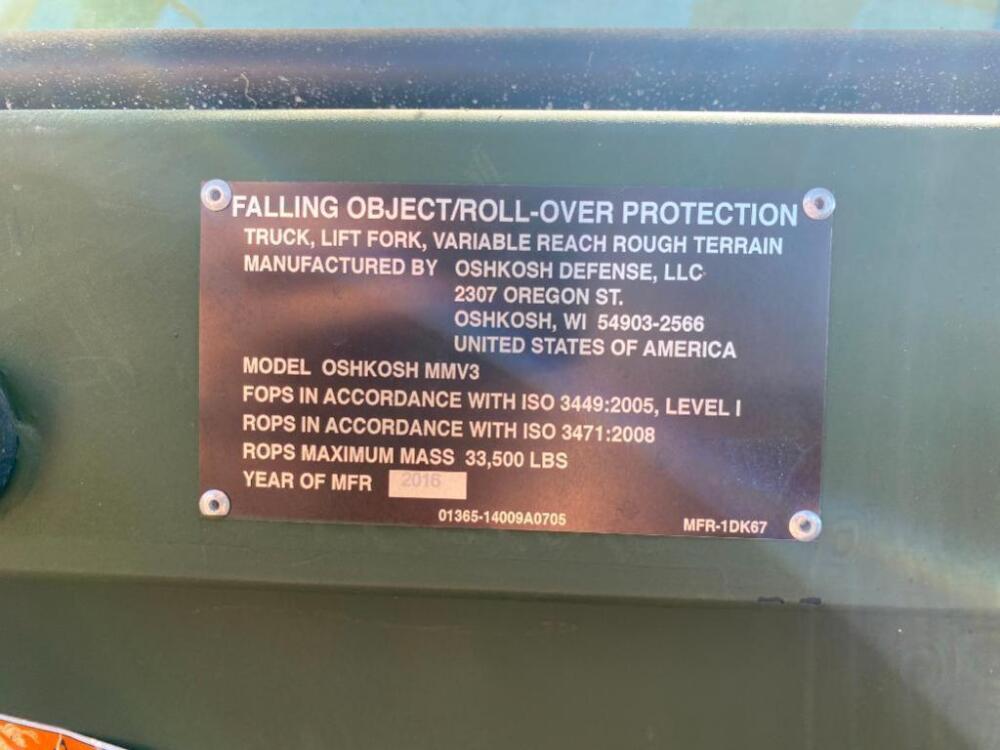 FALLING OBJECT/ROLL-OVER PROTECTION
TRUCK, LIFT FORK, VARIABLE REACH ROUGH TERRAIN
MANUFACTURED BY OSHKOSH DEFENSE, LLC
2307 OREGON ST.
OSHKOSH, WI 54903-2566
UNITED STATES OF AMERICA
MODEL OSHKOSH MMV3
FOPS IN ACCORDANCE WITH ISO 3449:2005, LEVEL I
ROPS IN ACCORDANCE WITH ISO 3471:2008
ROPS MAXIMUM MASS 33,500 LBS
YEAR OF MFR 2016
01365-14009A0705 MFR-1DK67